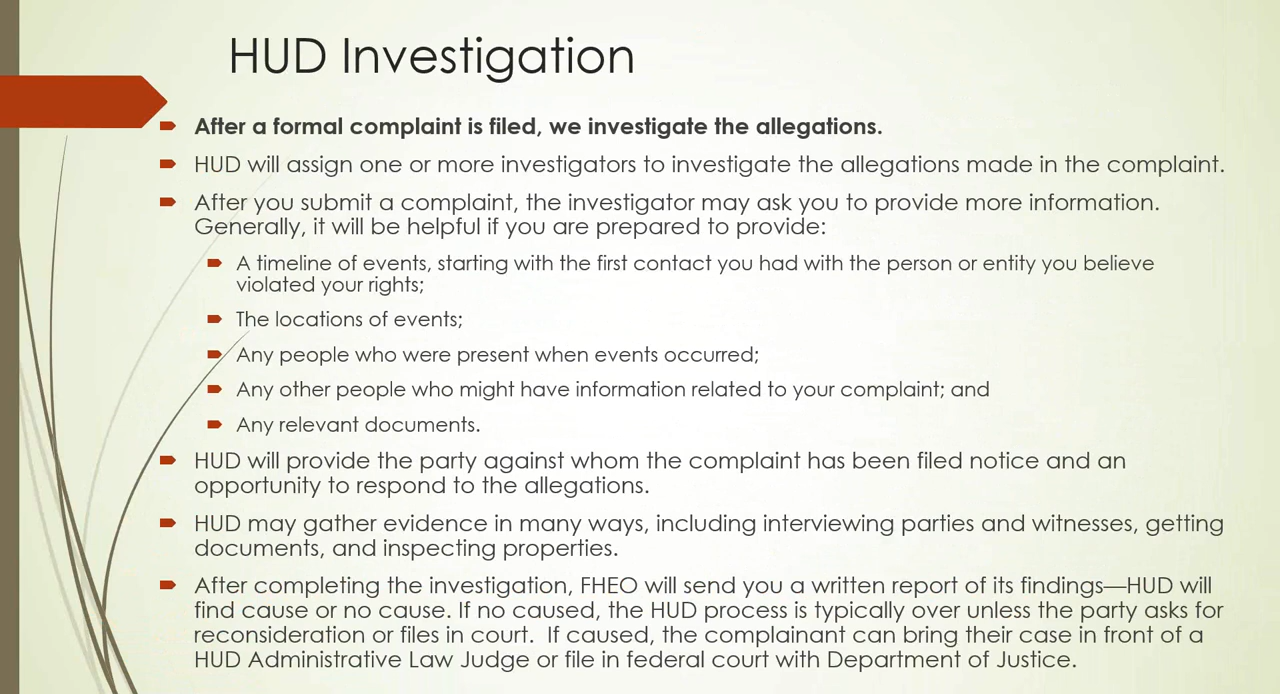 HUD Investigation
After a formal complaint is filed, we investigate the allegations.
HUD will assign one or more investigators to investigate the allegations made in the complaint.
After you submit a complaint, the investigator may ask you to provide more information.
Generally, it will be helpful if you are prepared to provide:
A timeline of events, starting with the first contact you had with the person or entity you believe
violated your rights;
The locations of events;
Any people who were present when events occurred;
Any other people who might have information related to your complaint; and
Any relevant documents.
HUD will provide the party against whom the complaint has been filed notice and an
opportunity to respond to the allegations.
HUD may gather evidence in many ways, including interviewing parties and witnesses, getting
documents, and inspecting properties.
After completing the investigation, FHEO will send you a written report of its findings—HUD will
find cause or no cause. If no caused, the HUD process is typically over unless the party asks for
reconsideration or files in court.  If caused, the complainant can bring their case in front of a
HUD Administrative Law Judge or file in federal court with Department of Justice.